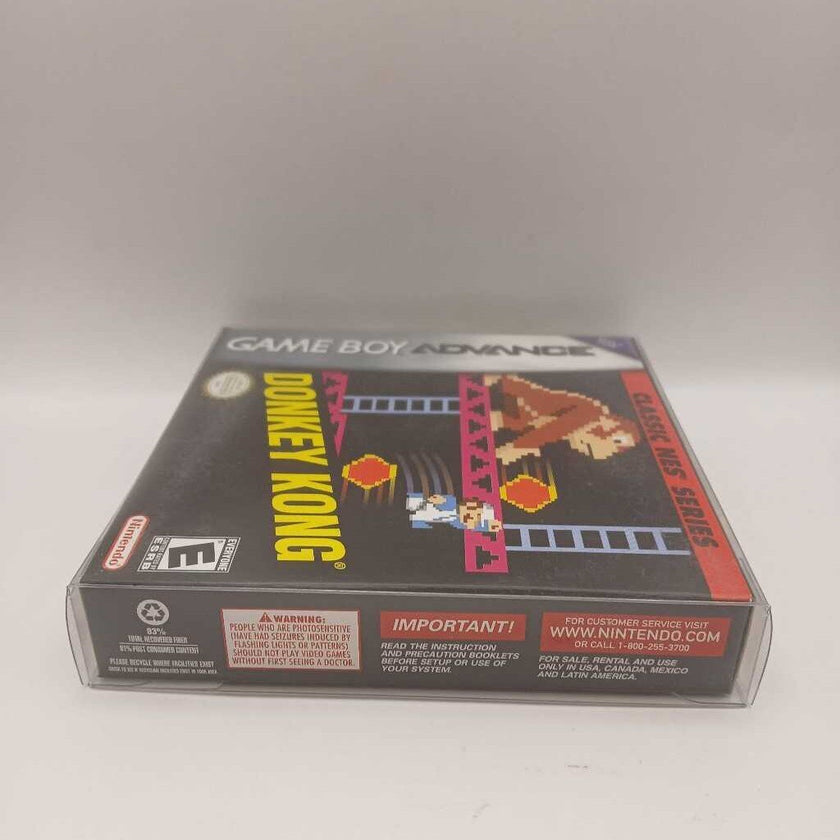 GAME BOY ADVANCE
CLASSIC NES SERIES
DONKEY KONG®
Nintendo
EVERYONE
E
ESRB
83%
TOTAL RECOVERED FIBER
81% POST CONSUMED CONTENT
PLEASE RECYCLE WHERE FACILITIES EXIST
WARNING:
PEOPLE WHO ARE PHOTOSENSITIVE
(HAVE HAD SEIZURES INDUCED BY
FLASHING LIGHTS OR PATTERNS)
SHOULD NOT PLAY VIDEO GAMES
WITHOUT FIRST SEEING A DOCTOR.
IMPORTANT!
READ THE INSTRUCTION
AND PRECAUTION BOOKLETS
BEFORE SETUP OR USE OF
YOUR SYSTEM.
FOR CUSTOMER SERVICE VISIT
WWW.NINTENDO.COM
OR CALL 1-800-255-3700
FOR SALE, RENTAL AND USE
ONLY IN USA, CANADA, MEXICO
AND LATIN AMERICA.